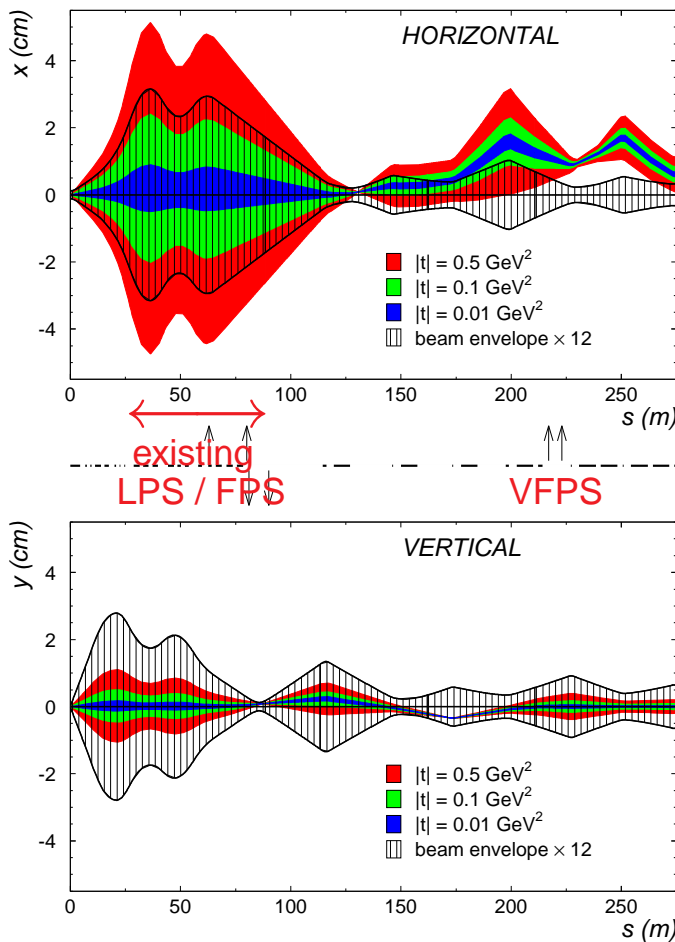 x (cm)
HORIZONTAL
4
2
0
-2
-4
|t| = 0.5 GeV²
|t| = 0.1 GeV²
|t| = 0.01 GeV²
beam envelope × 12
0 50 100 150 200 250
s (m)
existing
LPS / FPS
VFPS
y (cm)
VERTICAL
4
2
0
-2
-4
|t| = 0.5 GeV²
|t| = 0.1 GeV²
|t| = 0.01 GeV²
beam envelope × 12
0 50 100 150 200 250
s (m)